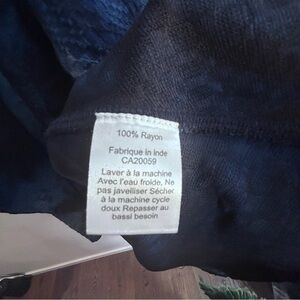 100% Rayon
Fabrique in Inde
CA20059
Laver à la machine
Avec l'eau froide, Ne
pas javelliser Sécher
à la machine cycle
doux Repasser au
bassi besoin